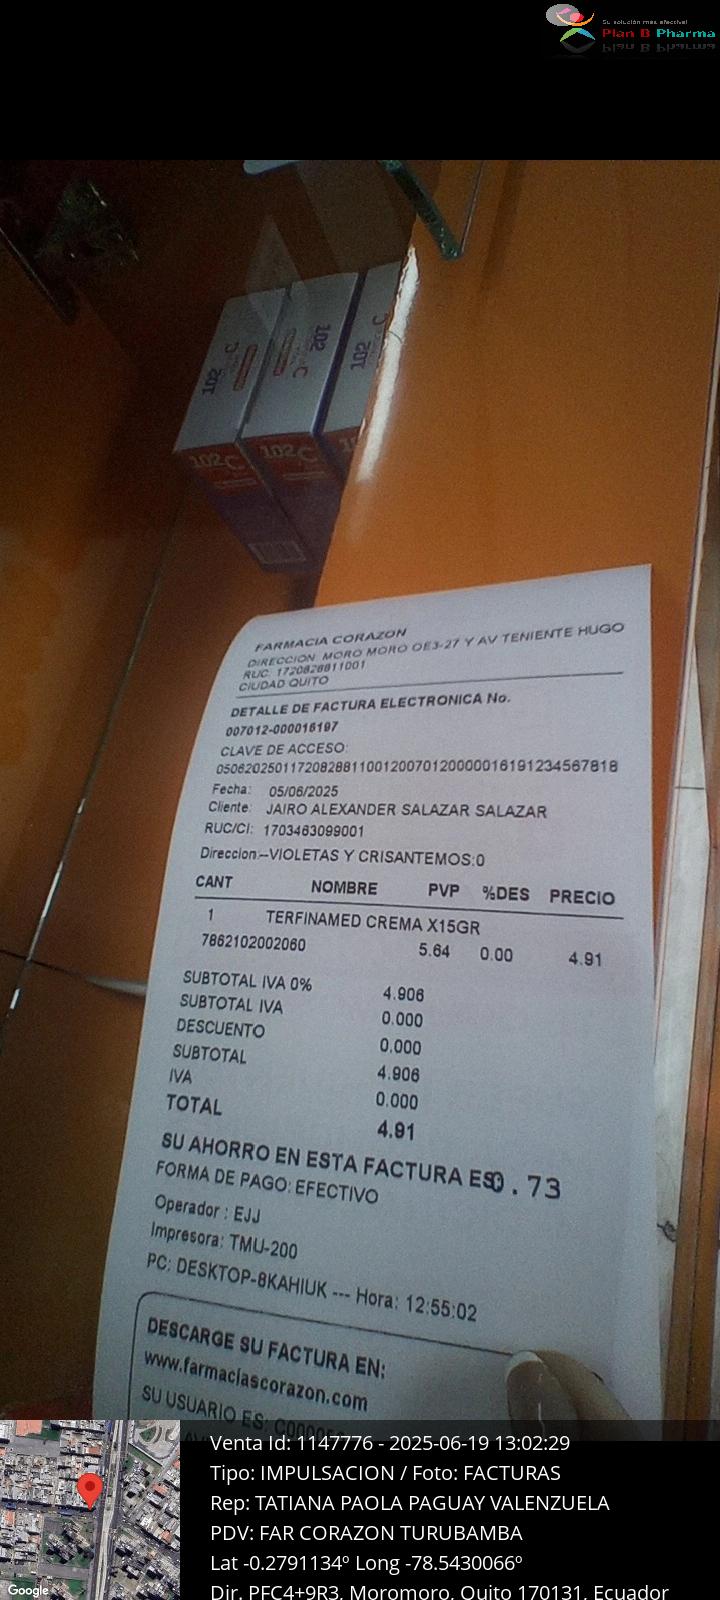 Su solución más efectiva!
Plan B Pharma
102
102
102 C
102 C
FARMACIA CORAZON
DIRECCION: MORO MORO OE3-27 Y AV TENIENTE HUGO
RUC: 1720828811001
CIUDAD QUITO
DETALLE DE FACTURA ELECTRONICA No.
007012-000016197
CLAVE DE ACCESO:
0506202501172082881100120070120000016191234567818
Fecha: 05/06/2025
Cliente: JAIRO ALEXANDER SALAZAR SALAZAR
RUC/CI: 1703463099001
Direccion:--VIOLETAS Y CRISANTEMOS:0
CANT NOMBRE PVP %DES PRECIO
1 TERFINAMED CREMA X15GR
7862102002060 5.64 0.00 4.91
SUBTOTAL IVA 0% 4.906
SUBTOTAL IVA 0.000
DESCUENTO 0.000
SUBTOTAL 4.906
IVA 0.000
TOTAL 4.91
SU AHORRO EN ESTA FACTURA ES 0.73
FORMA DE PAGO: EFECTIVO
Operador : EJJ
Impresora: TMU-200
PC: DESKTOP-8KAHIUK --- Hora: 12:55:02
DESCARGE SU FACTURA EN:
www.farmaciascorazon.com
SU USUARIO ES:
Google
Venta Id: 1147776 - 2025-06-19 13:02:29
Tipo: IMPULSACION / Foto: FACTURAS
Rep: TATIANA PAOLA PAGUAY VALENZUELA
PDV: FAR CORAZON TURUBAMBA
Lat -0.2791134º Long -78.5430066º
Dir. PFC4+9R3, Moromoro, Quito 170131, Ecuador